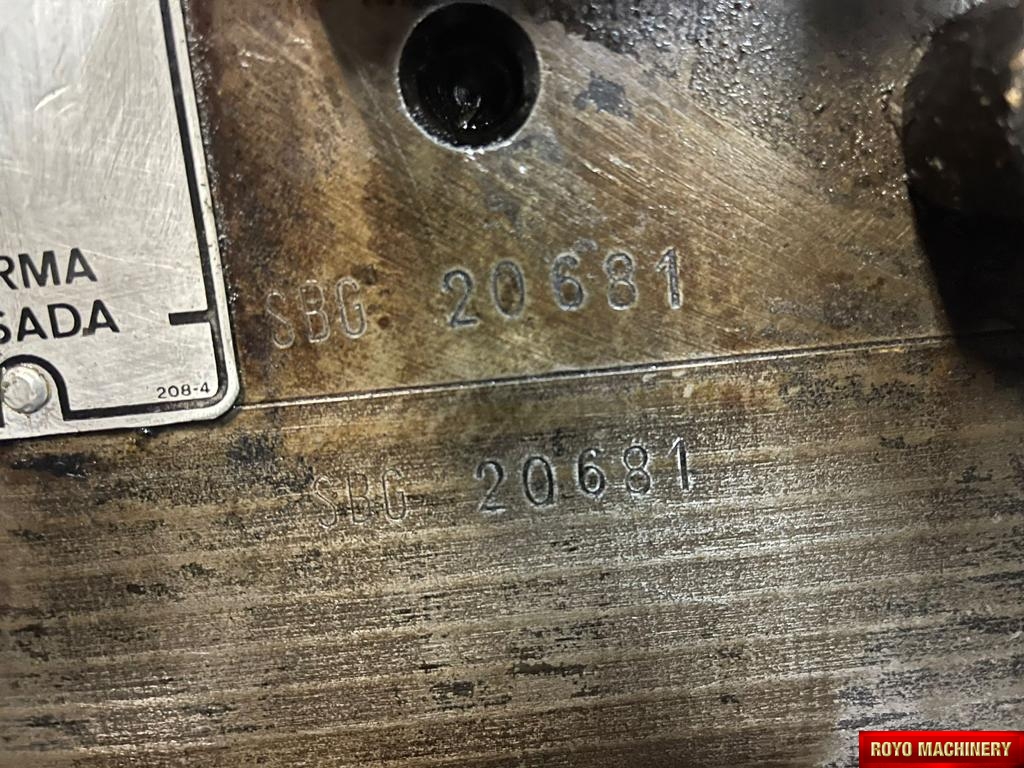 RMA
SADA
208-4
SBG 20681
SBG 20681
ROYO MACHINERY